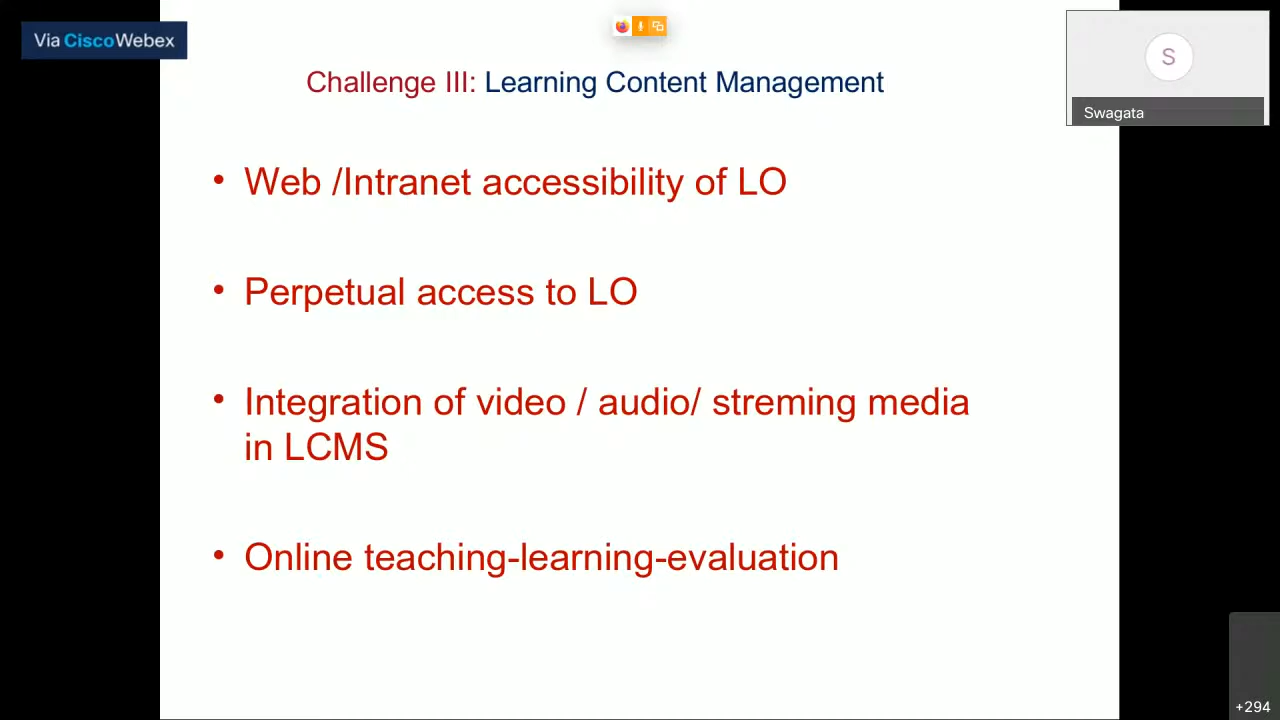 Via CiscoWebex
Challenge III: Learning Content Management
S
Swagata
• Web /Intranet accessibility of LO
• Perpetual access to LO
• Integration of video / audio/ streming media
in LCMS
• Online teaching-learning-evaluation
+294